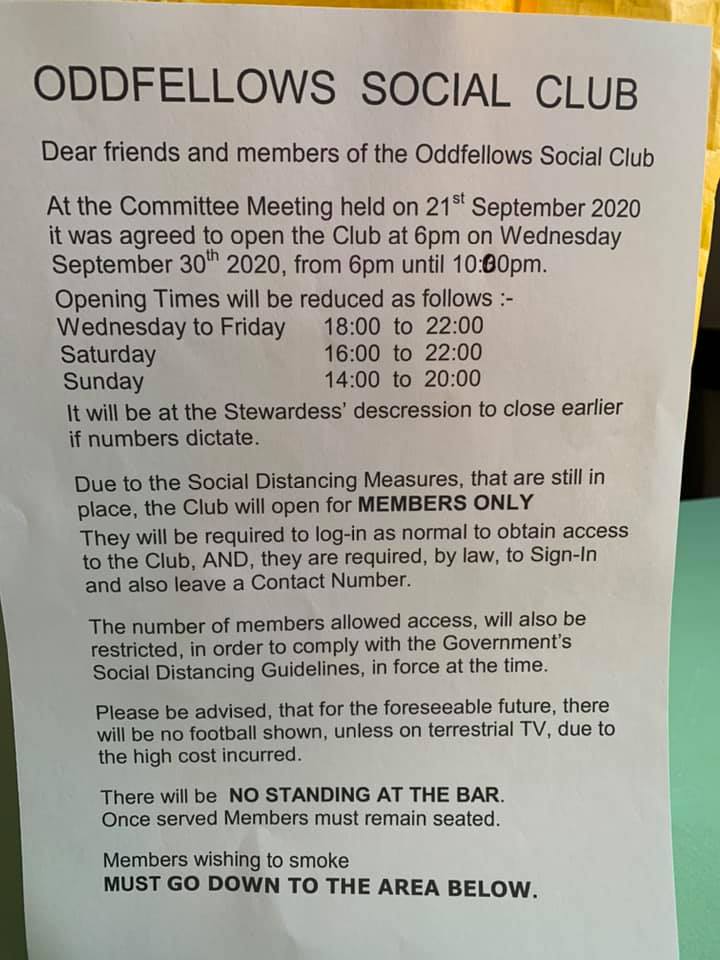 ODDFELLOWS SOCIAL CLUB
Dear friends and members of the Oddfellows Social Club
At the Committee Meeting held on 21st September 2020
it was agreed to open the Club at 6pm on Wednesday
September 30th 2020, from 6pm until 10:00pm.
Opening Times will be reduced as follows :-
Wednesday to Friday 18:00 to 22:00
Saturday 16:00 to 22:00
Sunday 14:00 to 20:00
It will be at the Stewardess' descression to close earlier
if numbers dictate.
Due to the Social Distancing Measures, that are still in
place, the Club will open for MEMBERS ONLY
They will be required to log-in as normal to obtain access
to the Club, AND, they are required, by law, to Sign-In
and also leave a Contact Number.
The number of members allowed access, will also be
restricted, in order to comply with the Government's
Social Distancing Guidelines, in force at the time.
Please be advised, that for the foreseeable future, there
will be no football shown, unless on terrestrial TV, due to
the high cost incurred.
There will be NO STANDING AT THE BAR.
Once served Members must remain seated.
Members wishing to smoke
MUST GO DOWN TO THE AREA BELOW.